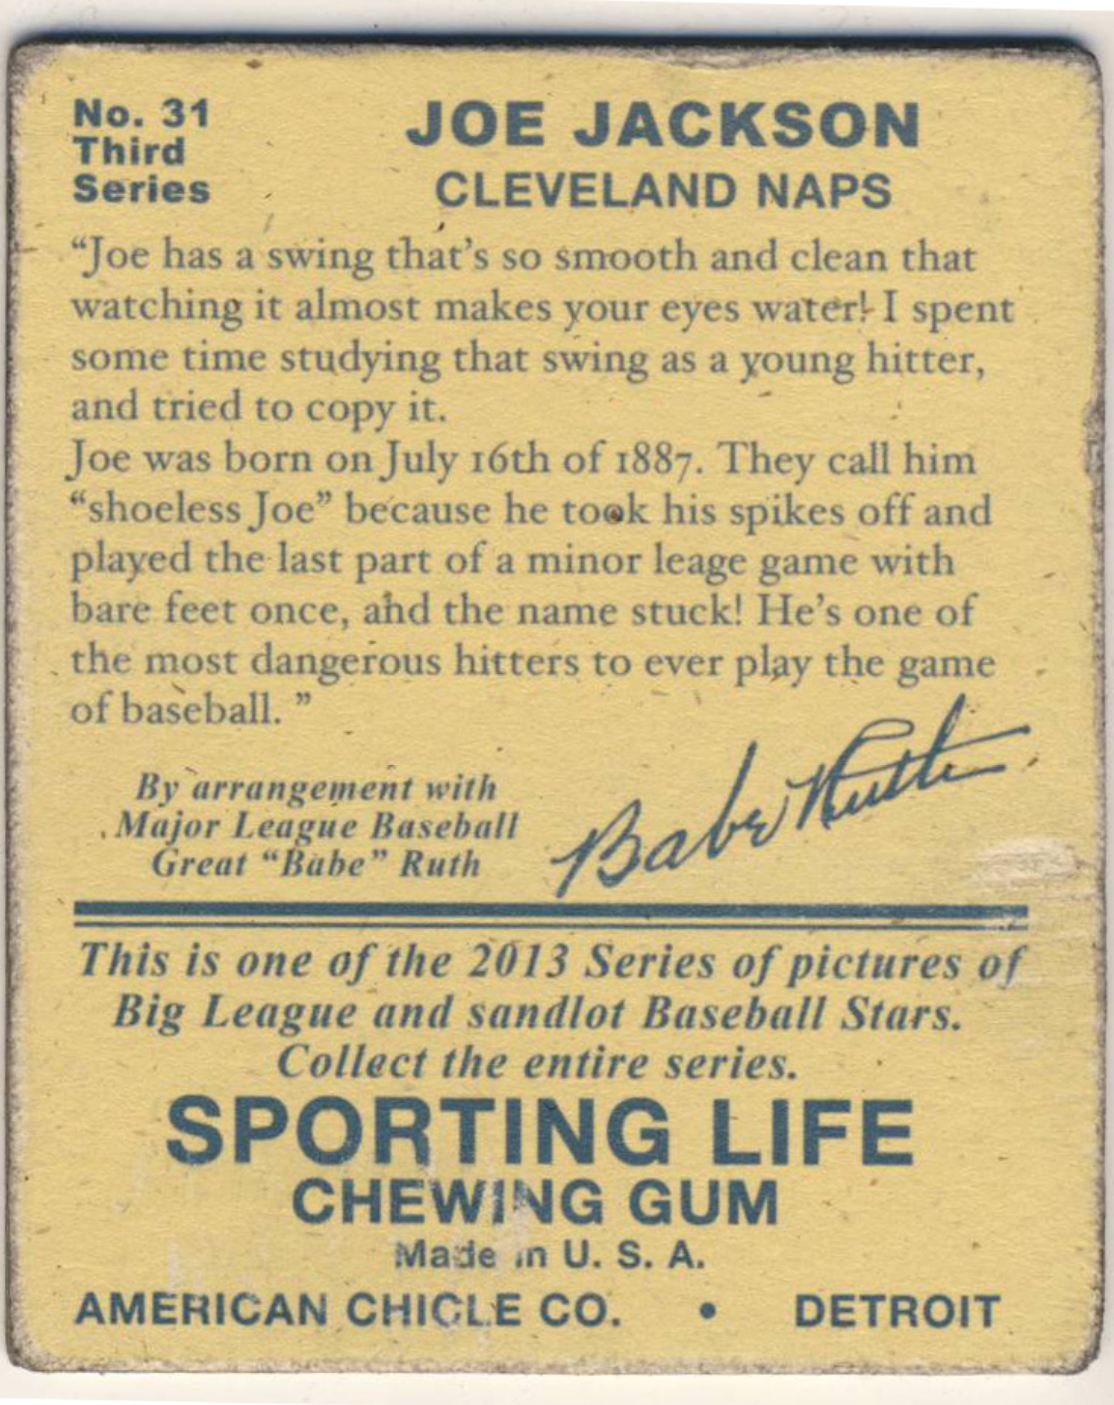 No. 31
Third
Series
JOE JACKSON
CLEVELAND NAPS
“Joe has a swing that’s so smooth and clean that
watching it almost makes your eyes water! I spent
some time studying that swing as a young hitter,
and tried to copy it.
Joe was born on July 16th of 1887. They call him
“shoeless Joe” because he took his spikes off and
played the last part of a minor leage game with
bare feet once, and the name stuck! He’s one of
the most dangerous hitters to ever play the game
of baseball. ”
By arrangement with
Major League Baseball
Great “Babe” Ruth
Babe Ruth
This is one of the 2013 Series of pictures of
Big League and sandlot Baseball Stars.
Collect the entire series.
SPORTING LIFE
CHEWING GUM
Made in U. S. A.
AMERICAN CHICLE CO. • DETROIT